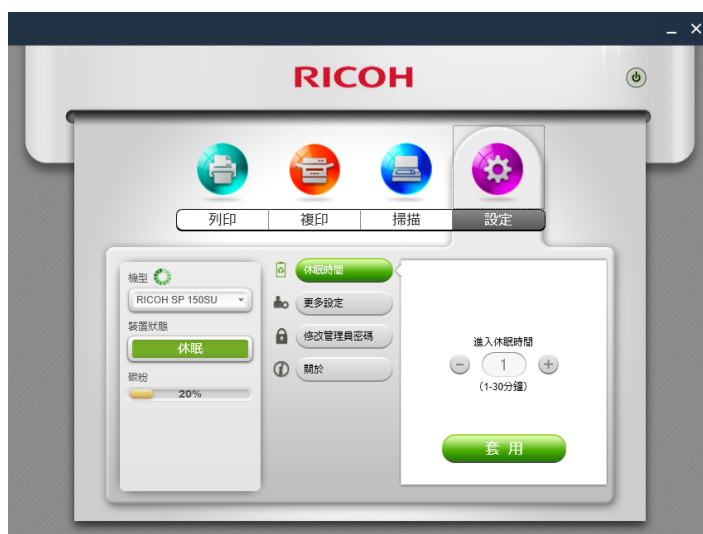 RICOH
列印
複印
掃描
設定
機型
RICOH SP 150SU
裝置狀態
休眠
碳粉
20%
休眠時間
更多設定
修改管理員密碼
關於
進入休眠時間
1
(1-30分鐘)
套用